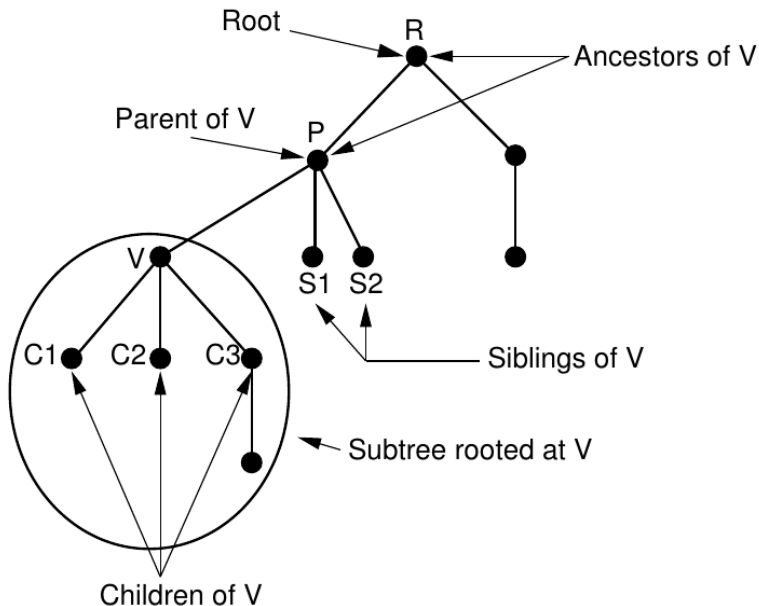 Root
R
Ancestors of V
Parent of V
P
V
S1 S2
C1 C2 C3
Siblings of V
Subtree rooted at V
Children of V